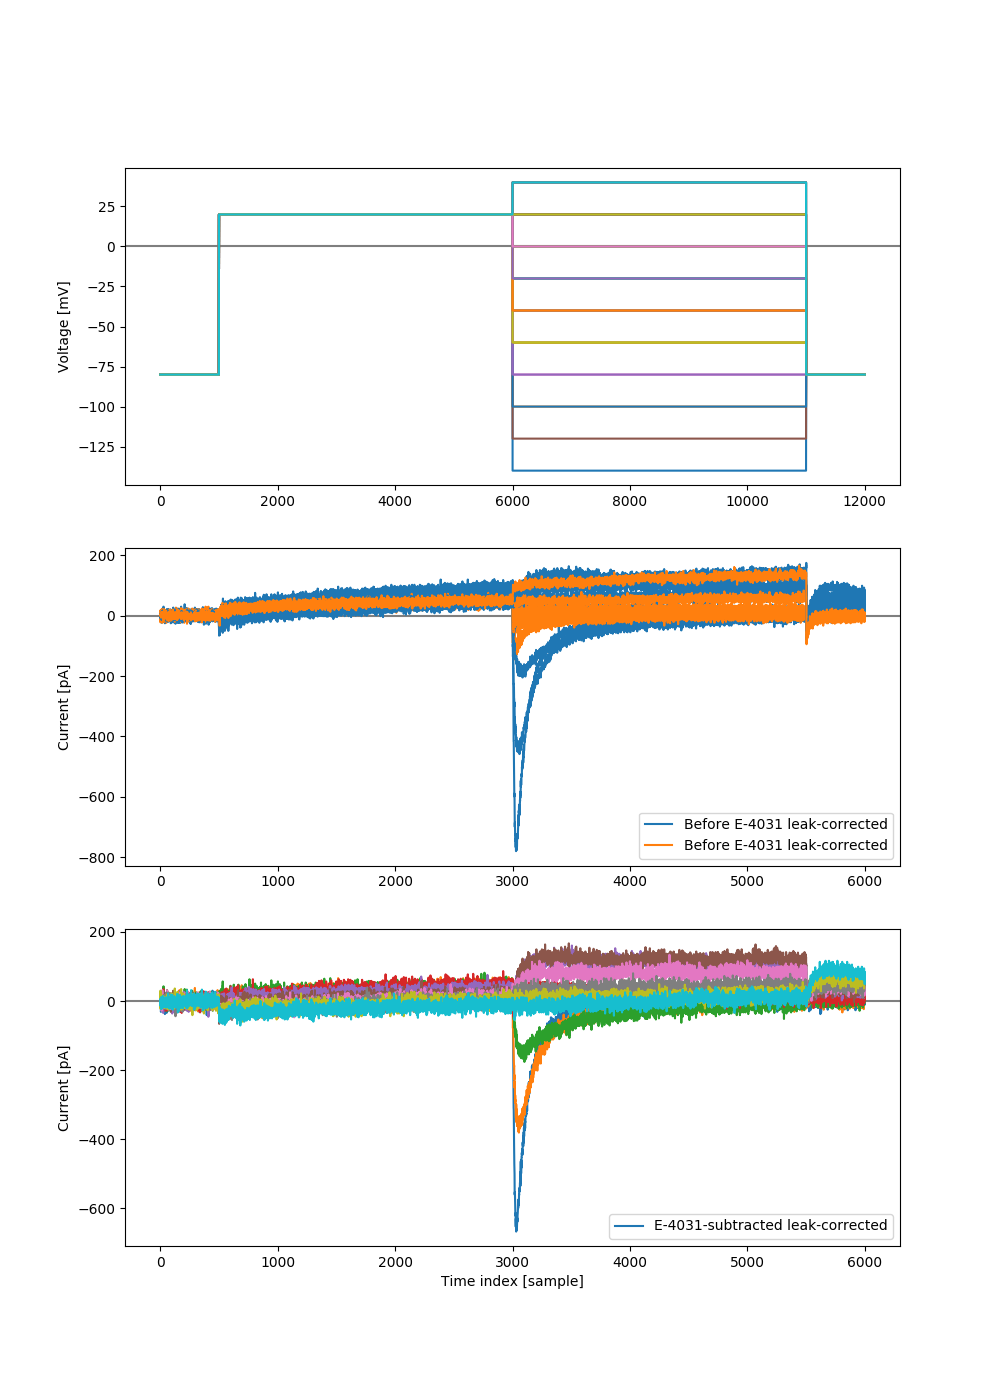 25
0
−25
−50
−75
−100
−125
Voltage [mV]
0 2000 4000 6000 8000 10000 12000
200
0
−200
−400
−600
−800
Current [pA]
Before E-4031 leak-corrected
Before E-4031 leak-corrected
0 1000 2000 3000 4000 5000 6000
200
0
−200
−400
−600
Current [pA]
E-4031-subtracted leak-corrected
0 1000 2000 3000 4000 5000 6000
Time index [sample]